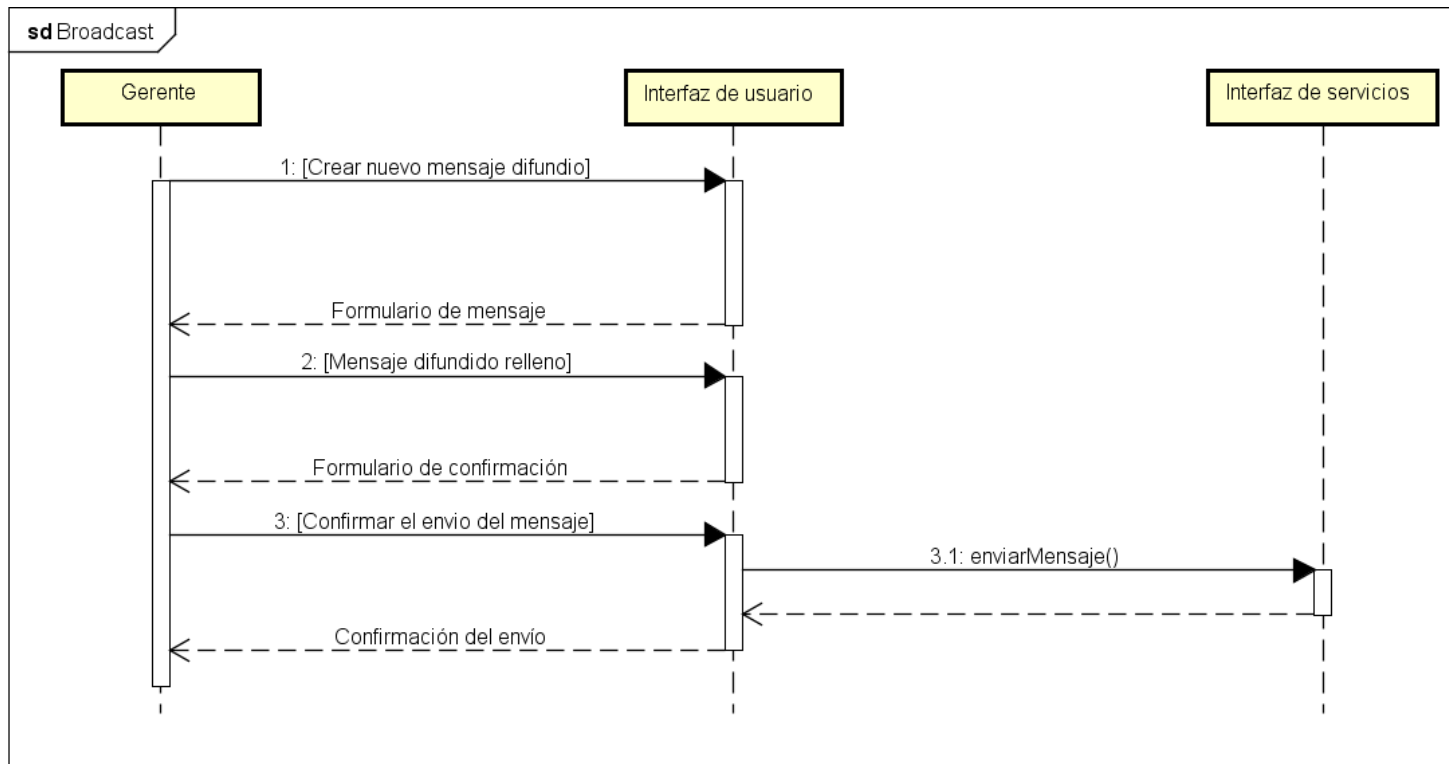 sd Broadcast
Gerente
Interfaz de usuario
Interfaz de servicios
1: [Crear nuevo mensaje difundio]
Formulario de mensaje
2: [Mensaje difundido relleno]
Formulario de confirmación
3: [Confirmar el envio del mensaje]
3.1: enviarMensaje()
Confirmación del envío